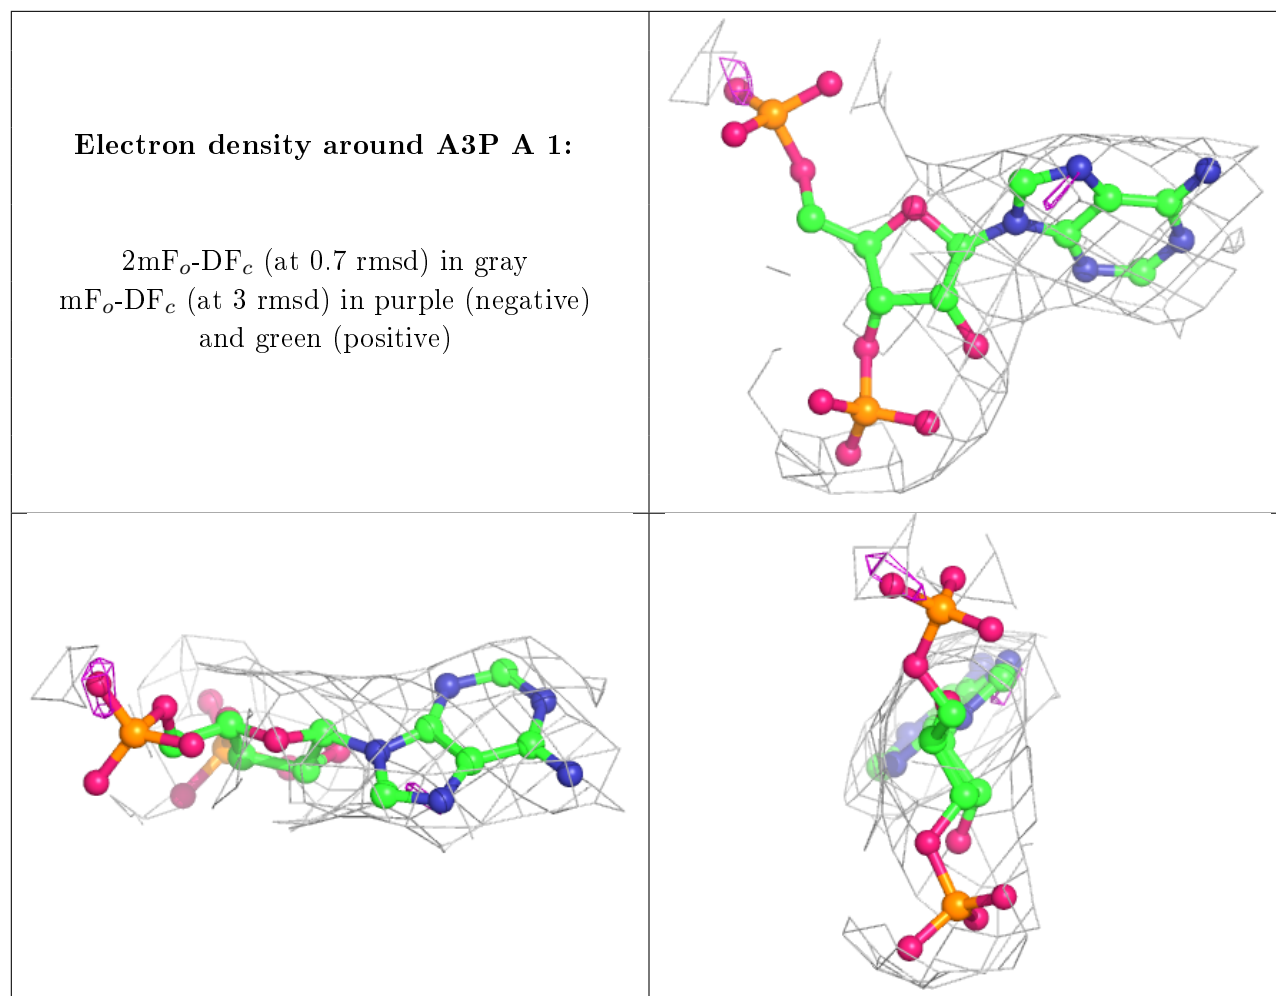 Electron density around A3P A 1:
2mFo-DFc (at 0.7 rmsd) in gray
mFo-DFc (at 3 rmsd) in purple (negative)
and green (positive)